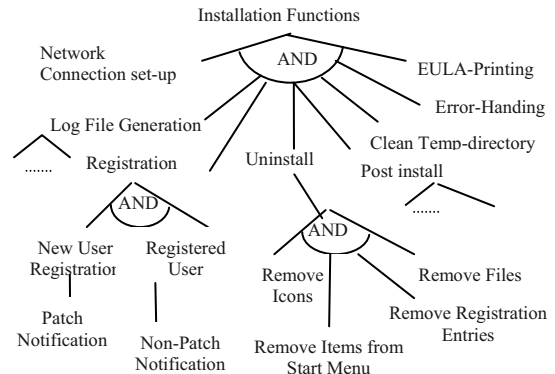 Installation Functions
Network
Connection set-up
AND
EULA-Printing
Error-Handing
Log File Generation
Clean Temp-directory
.......
Registration
Uninstall
Post install
.......
AND
AND
New User
Registration
Registered
User
Remove
Icons
Remove Files
Patch
Notification
Non-Patch
Notification
Remove Items from
Start Menu
Remove Registration
Entries